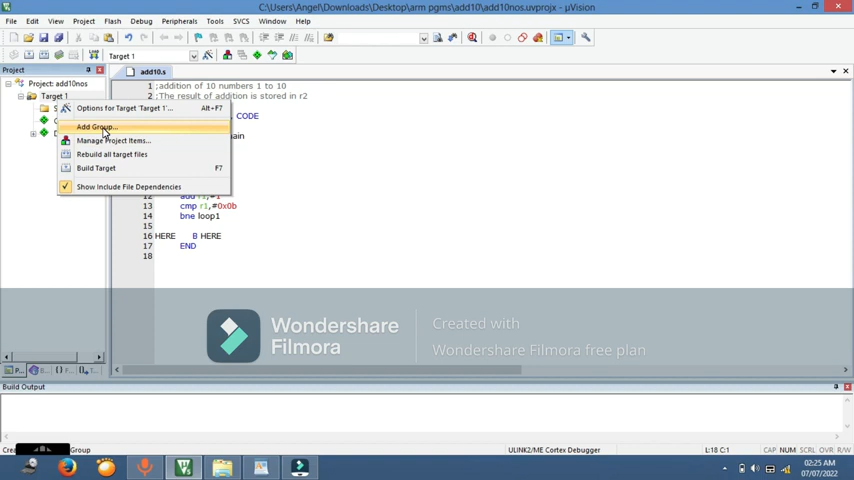 C:\Users\Angel\Downloads\Desktop\arm pgms\add10\add10nos.uvprojx - µVision
File Edit View Project Flash Debug Peripherals Tools SVCS Window Help
Target 1
Project
add10.s
Project: add10nos
Target 1
Options for Target 'Target 1'... Alt+F7
Add Group...
Manage Project Items...
Rebuild all target files
Build Target F7
Show Include File Dependencies
1 ;addition of 10 numbers 1 to 10
2 ;The result of addition is stored in r2
CODE
12 add r1,#1
13 cmp r1,#0x0b
14 bne loop1
15
16 HERE B HERE
17 END
18
Wondershare Filmora
Created with
Wondershare Filmora free plan
P... B... {} F... T...
Build Output
Group
ULINK2/ME Cortex Debugger
L:18 C:1
CAP NUM SCRL OVR R/W
02:25 AM
07/07/2022